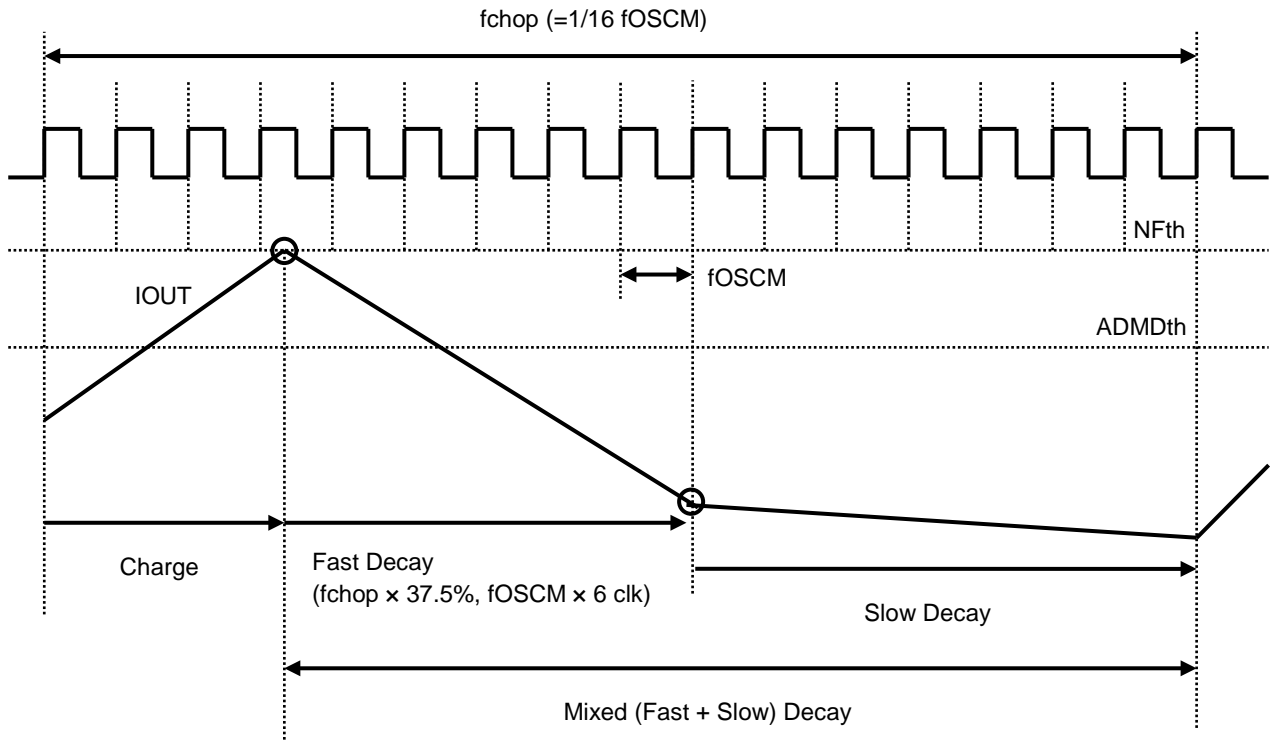 fchop (=1/16 fOSCM)
NFth
fOSCM
IOUT
ADMDth
Charge
Fast Decay
(fchop × 37.5%, fOSCM × 6 clk)
Slow Decay
Mixed (Fast + Slow) Decay